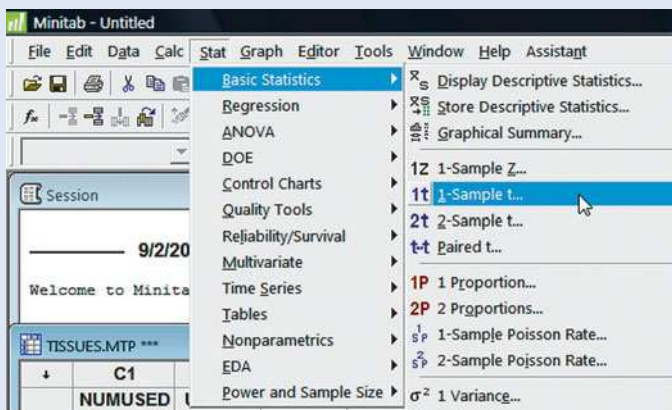 Minitab - Untitled
File Edit Data Calc Stat Graph Editor Tools Window Help Assistant
Session
9/2/20
Welcome to Minita
TISSUES.MTP ***
C1
NUMUSED
Basic Statistics
Regression
ANOVA
DOE
Control Charts
Quality Tools
Reliability/Survival
Multivariate
Time Series
Tables
Nonparametrics
EDA
Power and Sample Size
Display Descriptive Statistics...
Store Descriptive Statistics...
Graphical Summary...
1Z 1-Sample Z...
1t 1-Sample t...
2t 2-Sample t...
t-t Paired t...
1P 1 Proportion...
2P 2 Proportions...
1-Sample Poisson Rate...
2-Sample Poisson Rate...
σ² 1 Variance...